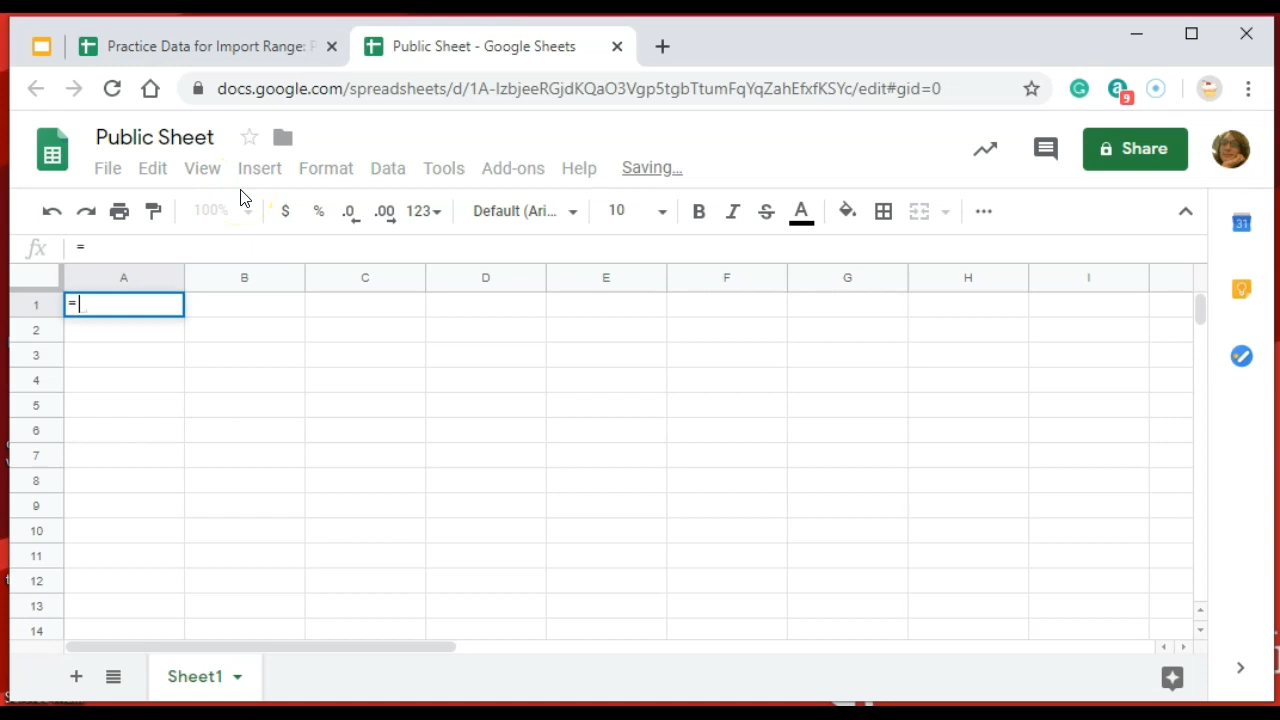 Practice Data for Import Range:
Public Sheet - Google Sheets
docs.google.com/spreadsheets/d/1A-IzbjeeRGjdKQaO3Vgp5tgbTtumFqYqZahEfxfKSYc/edit#gid=0
9
Public Sheet
File Edit View Insert Format Data Tools Add-ons Help Saving...
Share
100% $ % .0 .00 123 Default (Ari... 10 B I S A
31
fx =
A B C D E F G H I
1 =
2
3
4
5
6
7
8
9
10
11
12
13
14
Sheet1